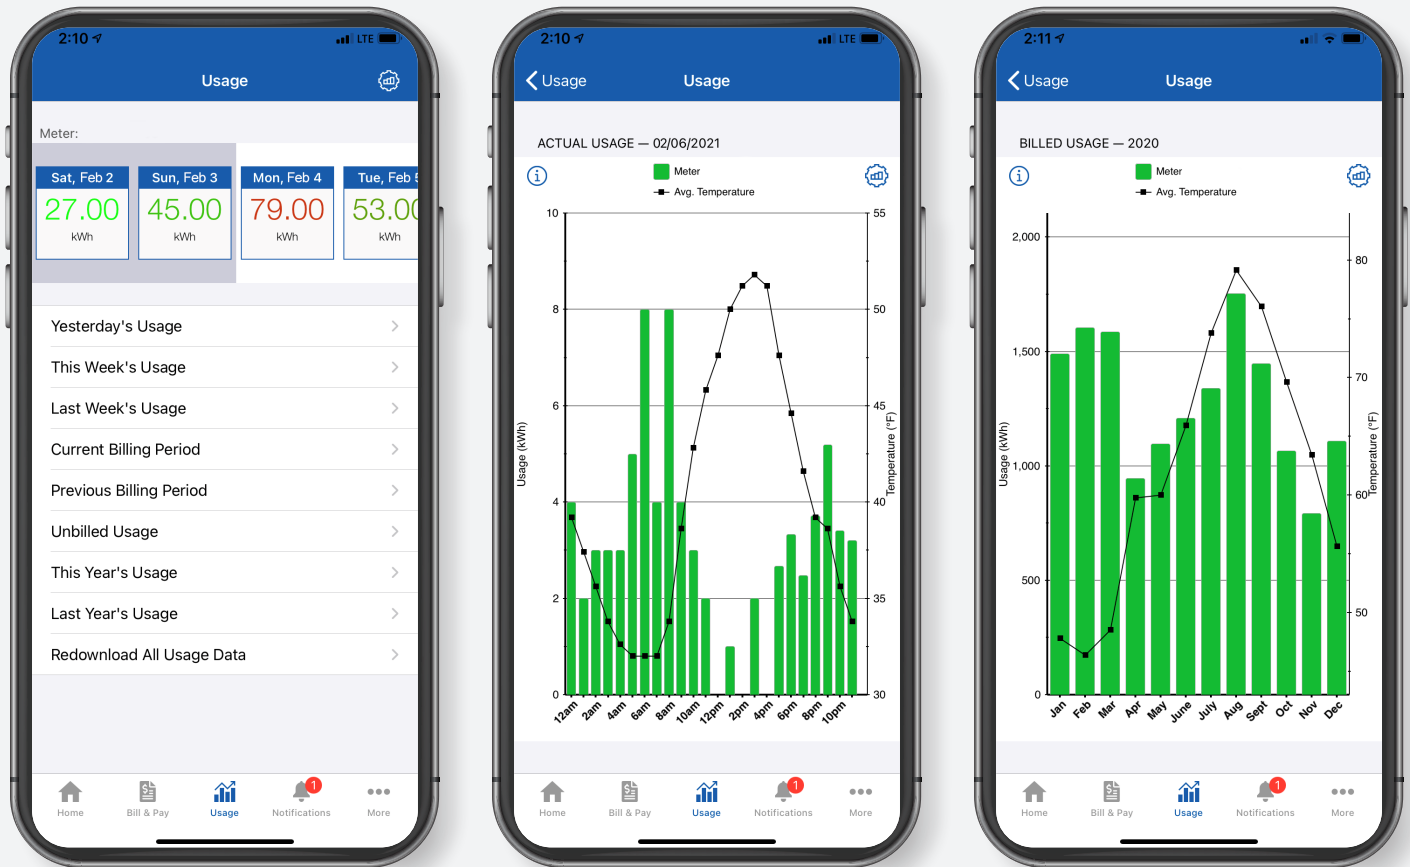 2:10
LTE
Usage
Meter:
Sat, Feb 2
27.00
kWh
Sun, Feb 3
45.00
kWh
Mon, Feb 4
79.00
kWh
Tue, Feb
53.00
kWh
Yesterday's Usage
This Week's Usage
Last Week's Usage
Current Billing Period
Previous Billing Period
Unbilled Usage
This Year's Usage
Last Year's Usage
Redownload All Usage Data
Home
Bill & Pay
Usage
1
Notifications
More
2:10
LTE
Usage
Usage
ACTUAL USAGE — 02/06/2021
Meter
Avg. Temperature
Usage (kWh)
10
8
6
4
2
0
55
50
45
40
35
30
Temperature (°F)
12am
2am
4am
6am
8am
10am
12pm
2pm
4pm
6pm
8pm
10pm
Home
Bill & Pay
Usage
1
Notifications
More
2:11
Usage
Usage
BILLED USAGE — 2020
Meter
Avg. Temperature
Usage (kWh)
2,000
1,500
1,000
500
0
80
70
60
50
Temperature (°F)
Jan
Feb
Mar
Apr
May
June
July
Aug
Sept
Oct
Nov
Dec
Home
Bill & Pay
Usage
1
Notifications
More